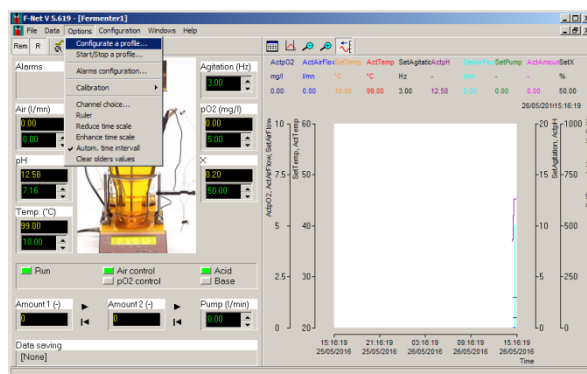 F-Net V 5.619 - [Fermenter1]
File Data Options Configuration Windows Help
Rem R
Configurate a profile...
Start/Stop a profile...
Alarms configuration...
Calibration
Channel choice...
Ruler
Reduce time scale
Enhance time scale
Autom. time intervall
Clear olders values
Alarms
Agitation (Hz)
3.00
Air (l/mn)
0.00
0.00
pO2 (mg/l)
0.00
5.00
pH
12.58
7.16
X
0.20
50.00
Temp. (°C)
99.00
10.00
Run
Air control
Acid
pO2 control
Base
Amount 1 (-)
0
Amount 2 (-)
0
Pump (l/min)
0.00
Data saving
[None]
ActpO2 ActAirFlow SetTemp ActTemp SetAgitatic ActpH SetPump ActAmou SetX
mg/l l/mn °C °C Hz - - - %
0.00 0.00 10.00 99.00 3.00 12.58 0.00 0.00 0.00 50.00
26/05/2011 15:16:19
ActpO2, ActAirFlow, SetAirFlow
10
7.5
5
2.5
0
SetTemp, ActTemp
60
50
40
30
20
20
15
10
5
0
SetAgitation, ActpH
1000
750
500
250
0
15:16:19 21:16:19 03:16:19 09:16:19 15:16:19
25/05/2016 25/05/2016 26/05/2016 26/05/2016 26/05/2016
Time